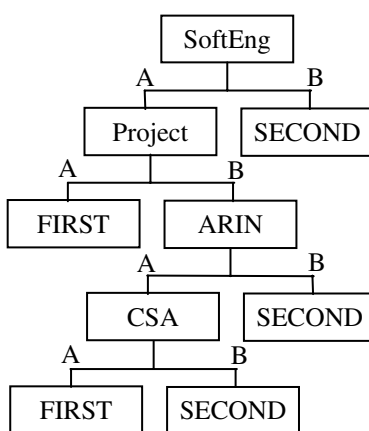 SoftEng
A B
Project SECOND
A B
FIRST ARIN
A B
CSA SECOND
A B
FIRST SECOND